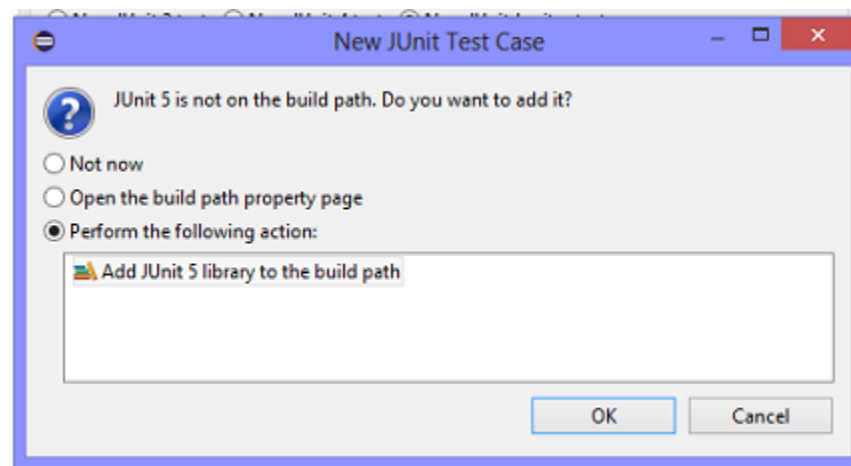 New JUnit Test Case
JUnit 5 is not on the build path. Do you want to add it?
Not now
Open the build path property page
Perform the following action:
Add JUnit 5 library to the build path
OK Cancel